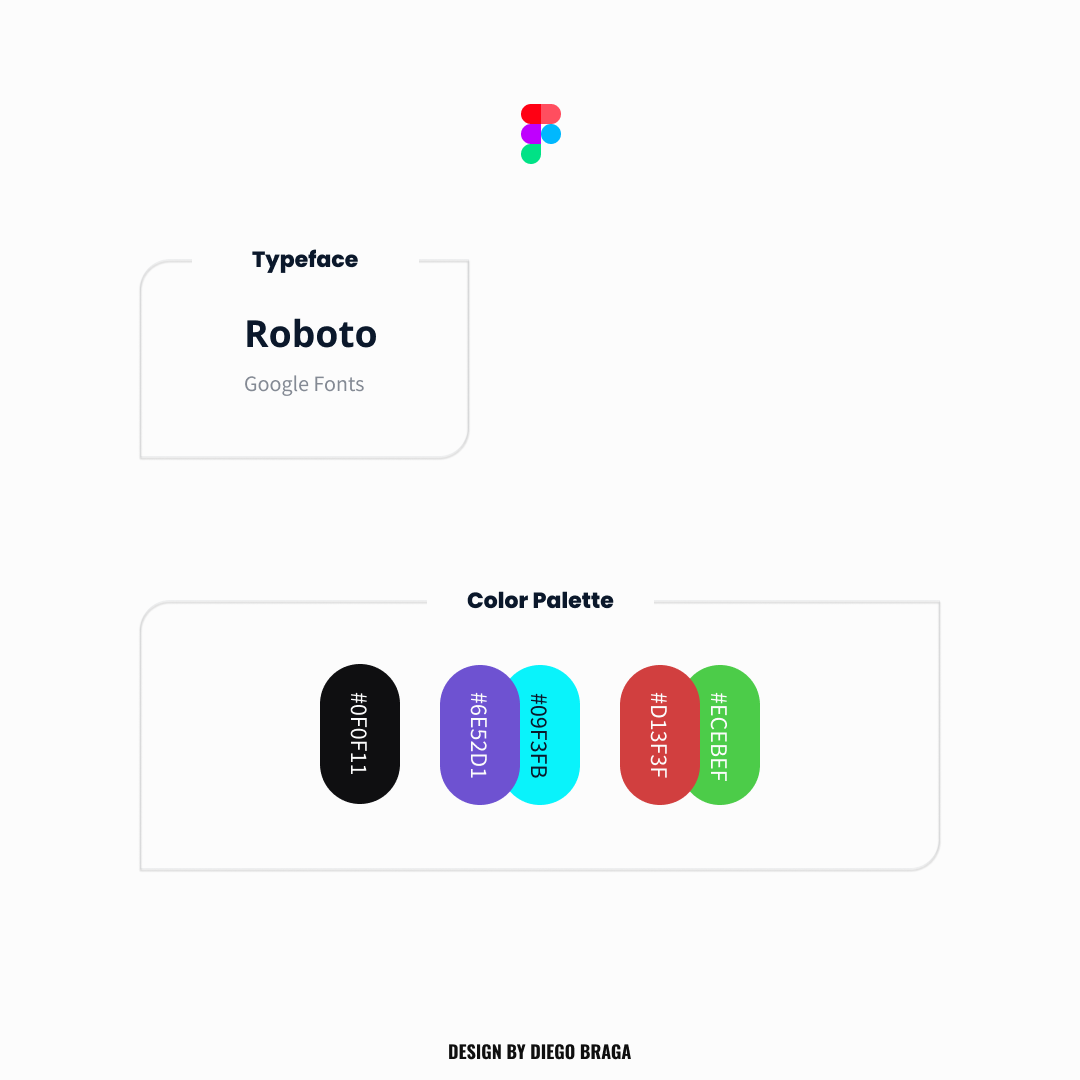 Typeface
Roboto
Google Fonts
Color Palette
#0F0F11
#6E52D1
#09F3FB
#D13F3F
#ECEBEF
DESIGN BY DIEGO BRAGA